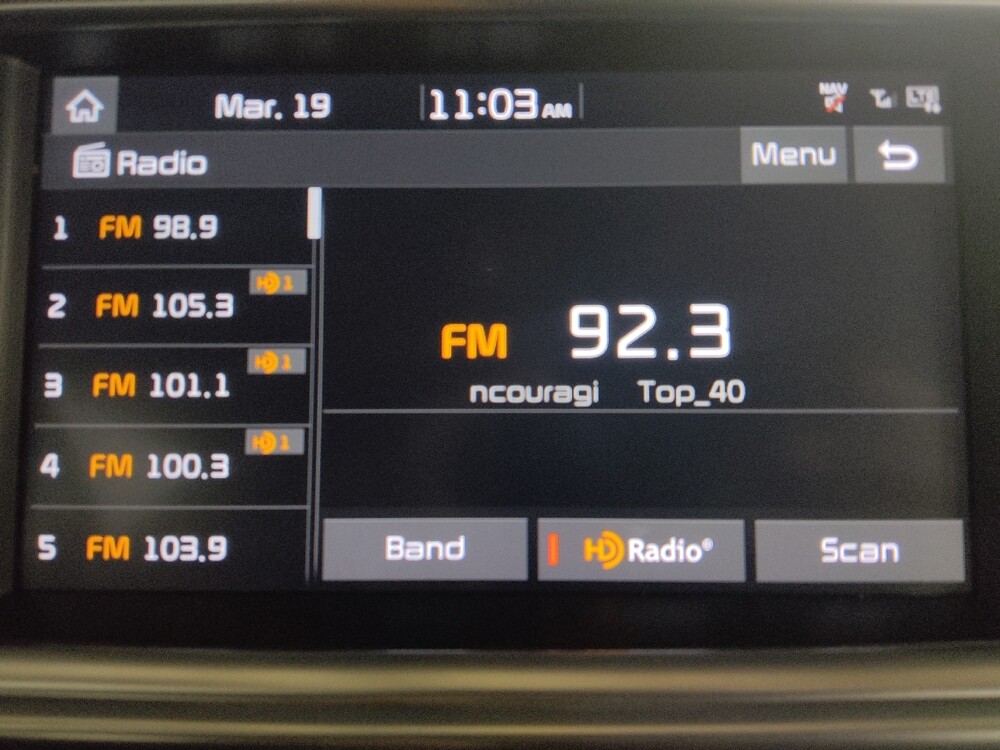 Mar. 19 11:03 AM NAV LTE
Radio Menu
1 FM 98.9
2 FM 105.3 HD 1
3 FM 101.1 HD 1
4 FM 100.3 HD 1
5 FM 103.9
FM 92.3
ncouragi Top_40
Band HD Radio® Scan